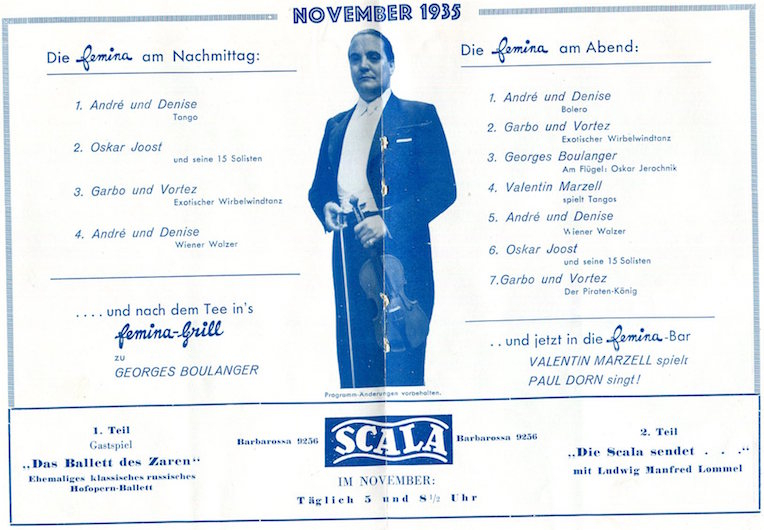 NOVEMBER 1935
Die femina am Nachmittag:
1. André und Denise
Tango
2. Oskar Joost
und seine 15 Solisten
3. Garbo und Vortez
Exotischer Wirbelwindtanz
4. André und Denise
Wiener Walzer
. . . . und nach dem Tee in's
femina-Grill
zu
GEORGES BOULANGER
Die femina am Abend:
1. André und Denise
Bolero
2. Garbo und Vortez
Exotischer Wirbelwindtanz
3. Georges Boulanger
Am Flügel: Oskar Jerochnik
4. Valentin Marzell
spielt Tangos
5. André und Denise
Wiener Walzer
6. Oskar Joost
und seine 15 Solisten
7. Garbo und Vortez
Der Piraten-König
. . und jetzt in die femina-Bar
VALENTIN MARZELL spielt
PAUL DORN singt!
Programm-Änderungen vorbehalten.
1. Teil
Gastspiel
„Das Ballett des Zaren"
Ehemaliges klassisches russisches
Hofopern-Ballett
Barbarossa 9256
SCALA
Barbarossa 9256
IM NOVEMBER:
Täglich 5 und 8½ Uhr
2. Teil
„Die Scala sendet . . ."
mit Ludwig Manfred Lommel